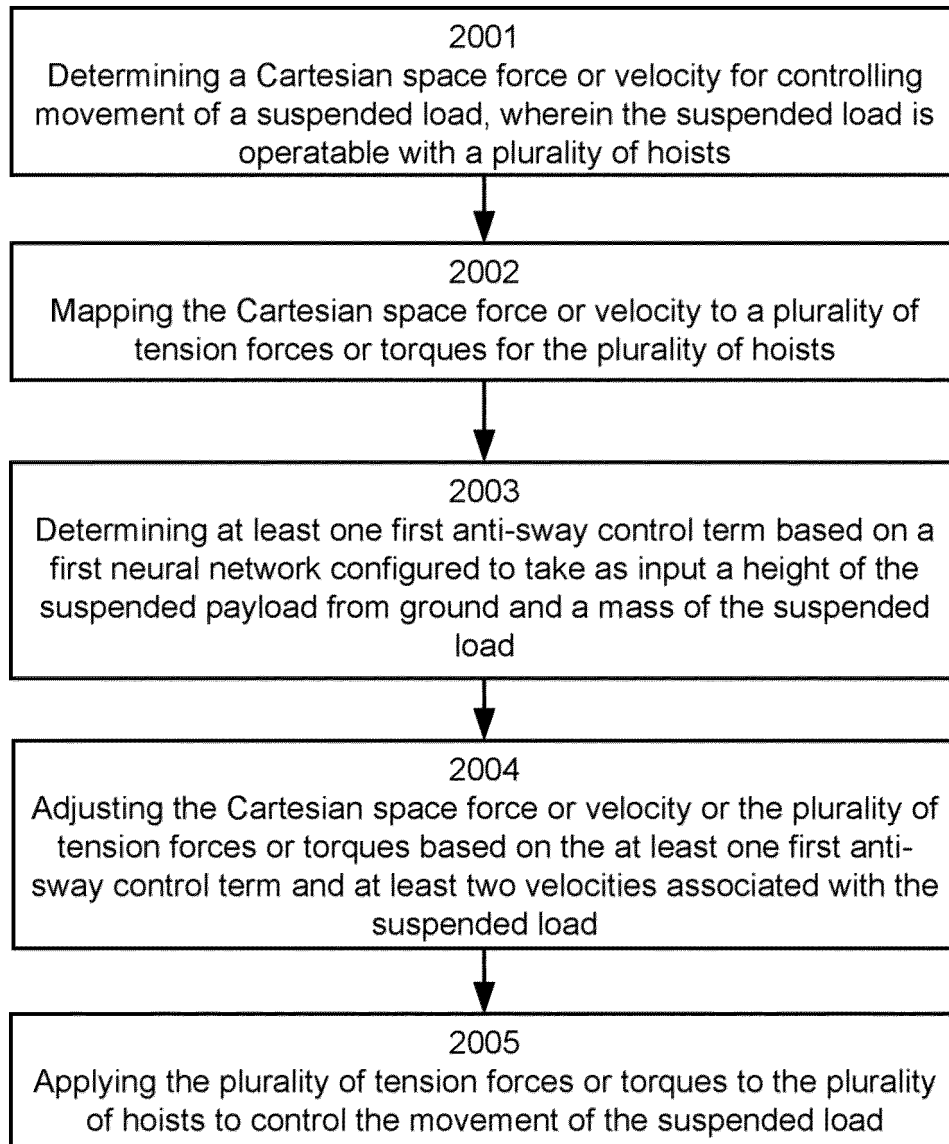 2001
Determining a Cartesian space force or velocity for controlling
movement of a suspended load, wherein the suspended load is
operatable with a plurality of hoists
2002
Mapping the Cartesian space force or velocity to a plurality of
tension forces or torques for the plurality of hoists
2003
Determining at least one first anti-sway control term based on a
first neural network configured to take as input a height of the
suspended payload from ground and a mass of the suspended
load
2004
Adjusting the Cartesian space force or velocity or the plurality of
tension forces or torques based on the at least one first anti-
sway control term and at least two velocities associated with the
suspended load
2005
Applying the plurality of tension forces or torques to the plurality
of hoists to control the movement of the suspended load